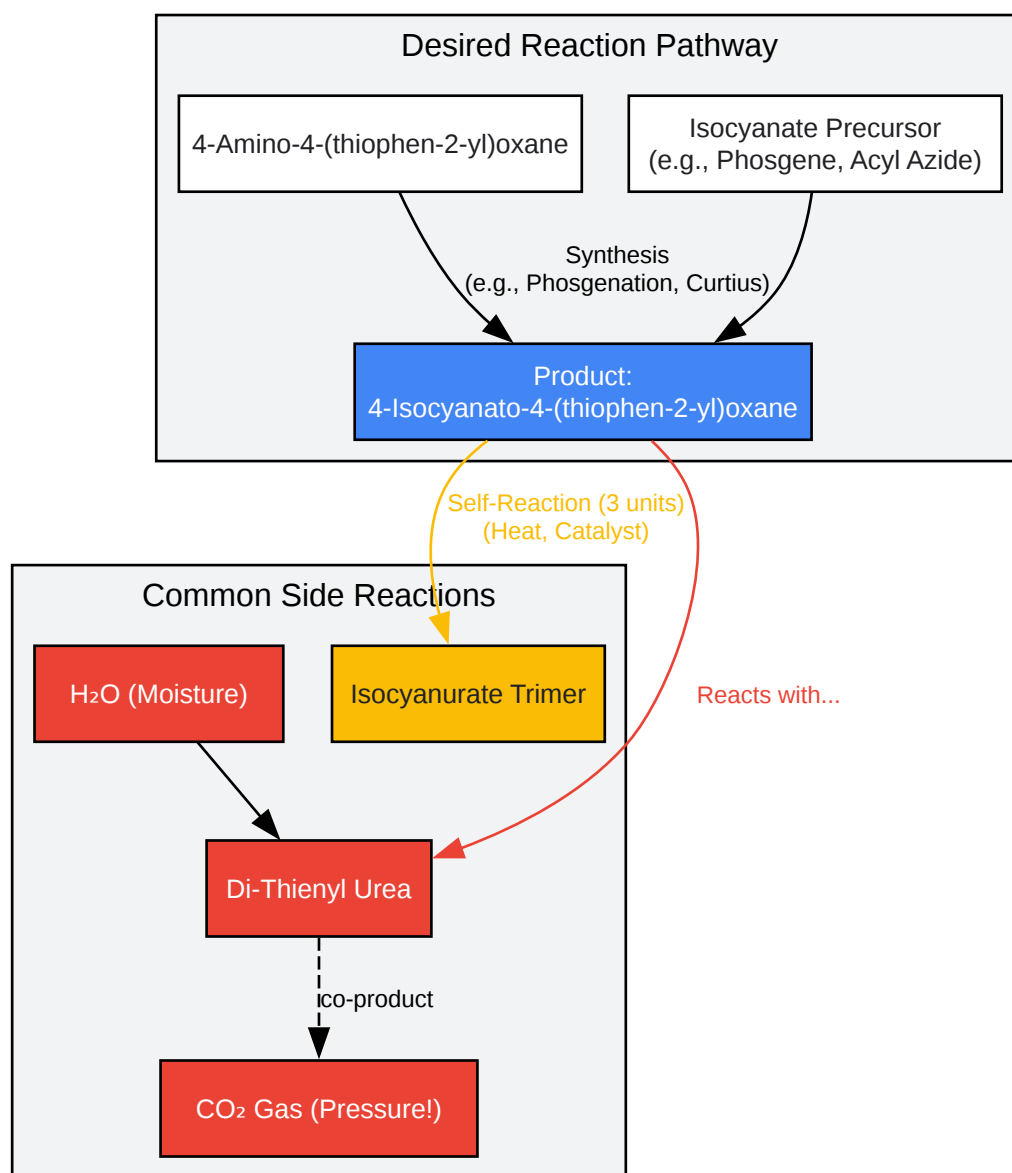 Desired Reaction Pathway
4-Amino-4-(thiophen-2-yl)oxane
Isocyanate Precursor
(e.g., Phosgene, Acyl Azide)
Synthesis
(e.g., Phosgenation, Curtius)
Product:
4-Isocyanato-4-(thiophen-2-yl)oxane
Self-Reaction (3 units)
(Heat, Catalyst)
Common Side Reactions
H₂O (Moisture)
Isocyanurate Trimer
Reacts with...
Di-Thienyl Urea
co-product
CO₂ Gas (Pressure!)